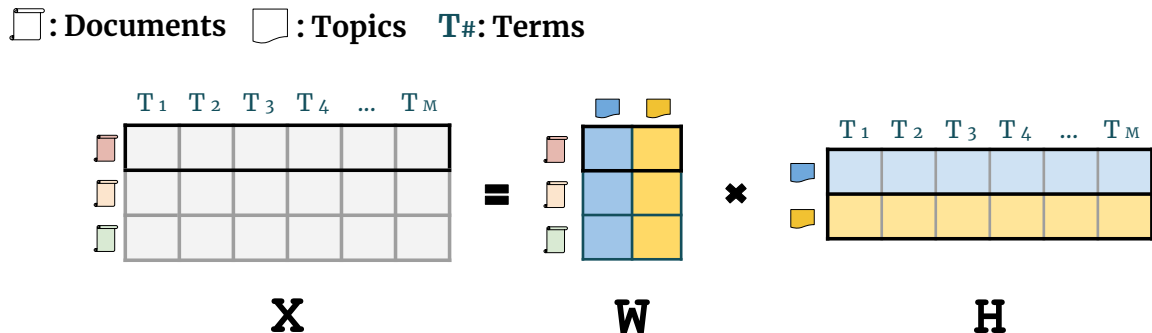 : Documents : Topics T#: Terms
T1 T2 T3 T4 ... TM
T1 T2 T3 T4 ... TM
= ×
X W H